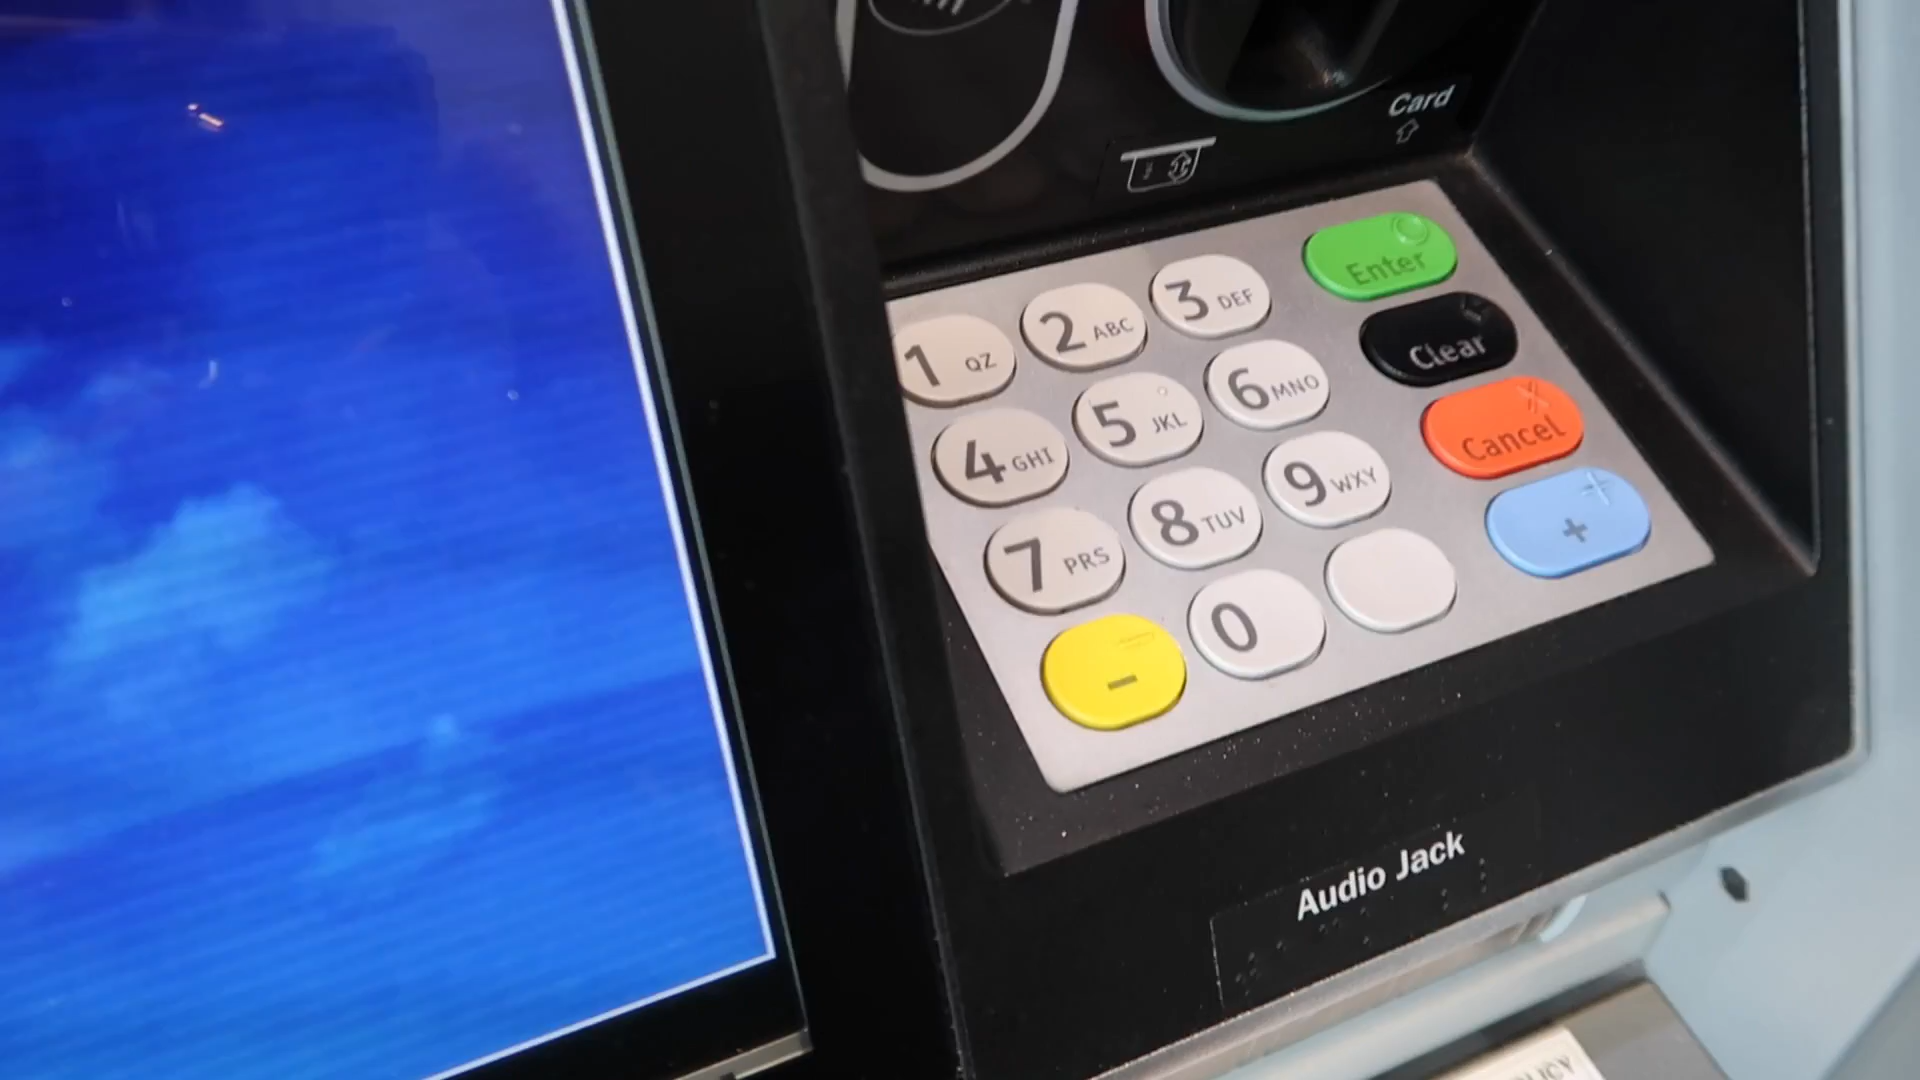 Card
1 QZ
2 ABC
3 DEF
Enter
4 GHI
5 JKL
6 MNO
Clear
7 PRS
8 TUV
9 WXY
Cancel
-
0
+
Audio Jack